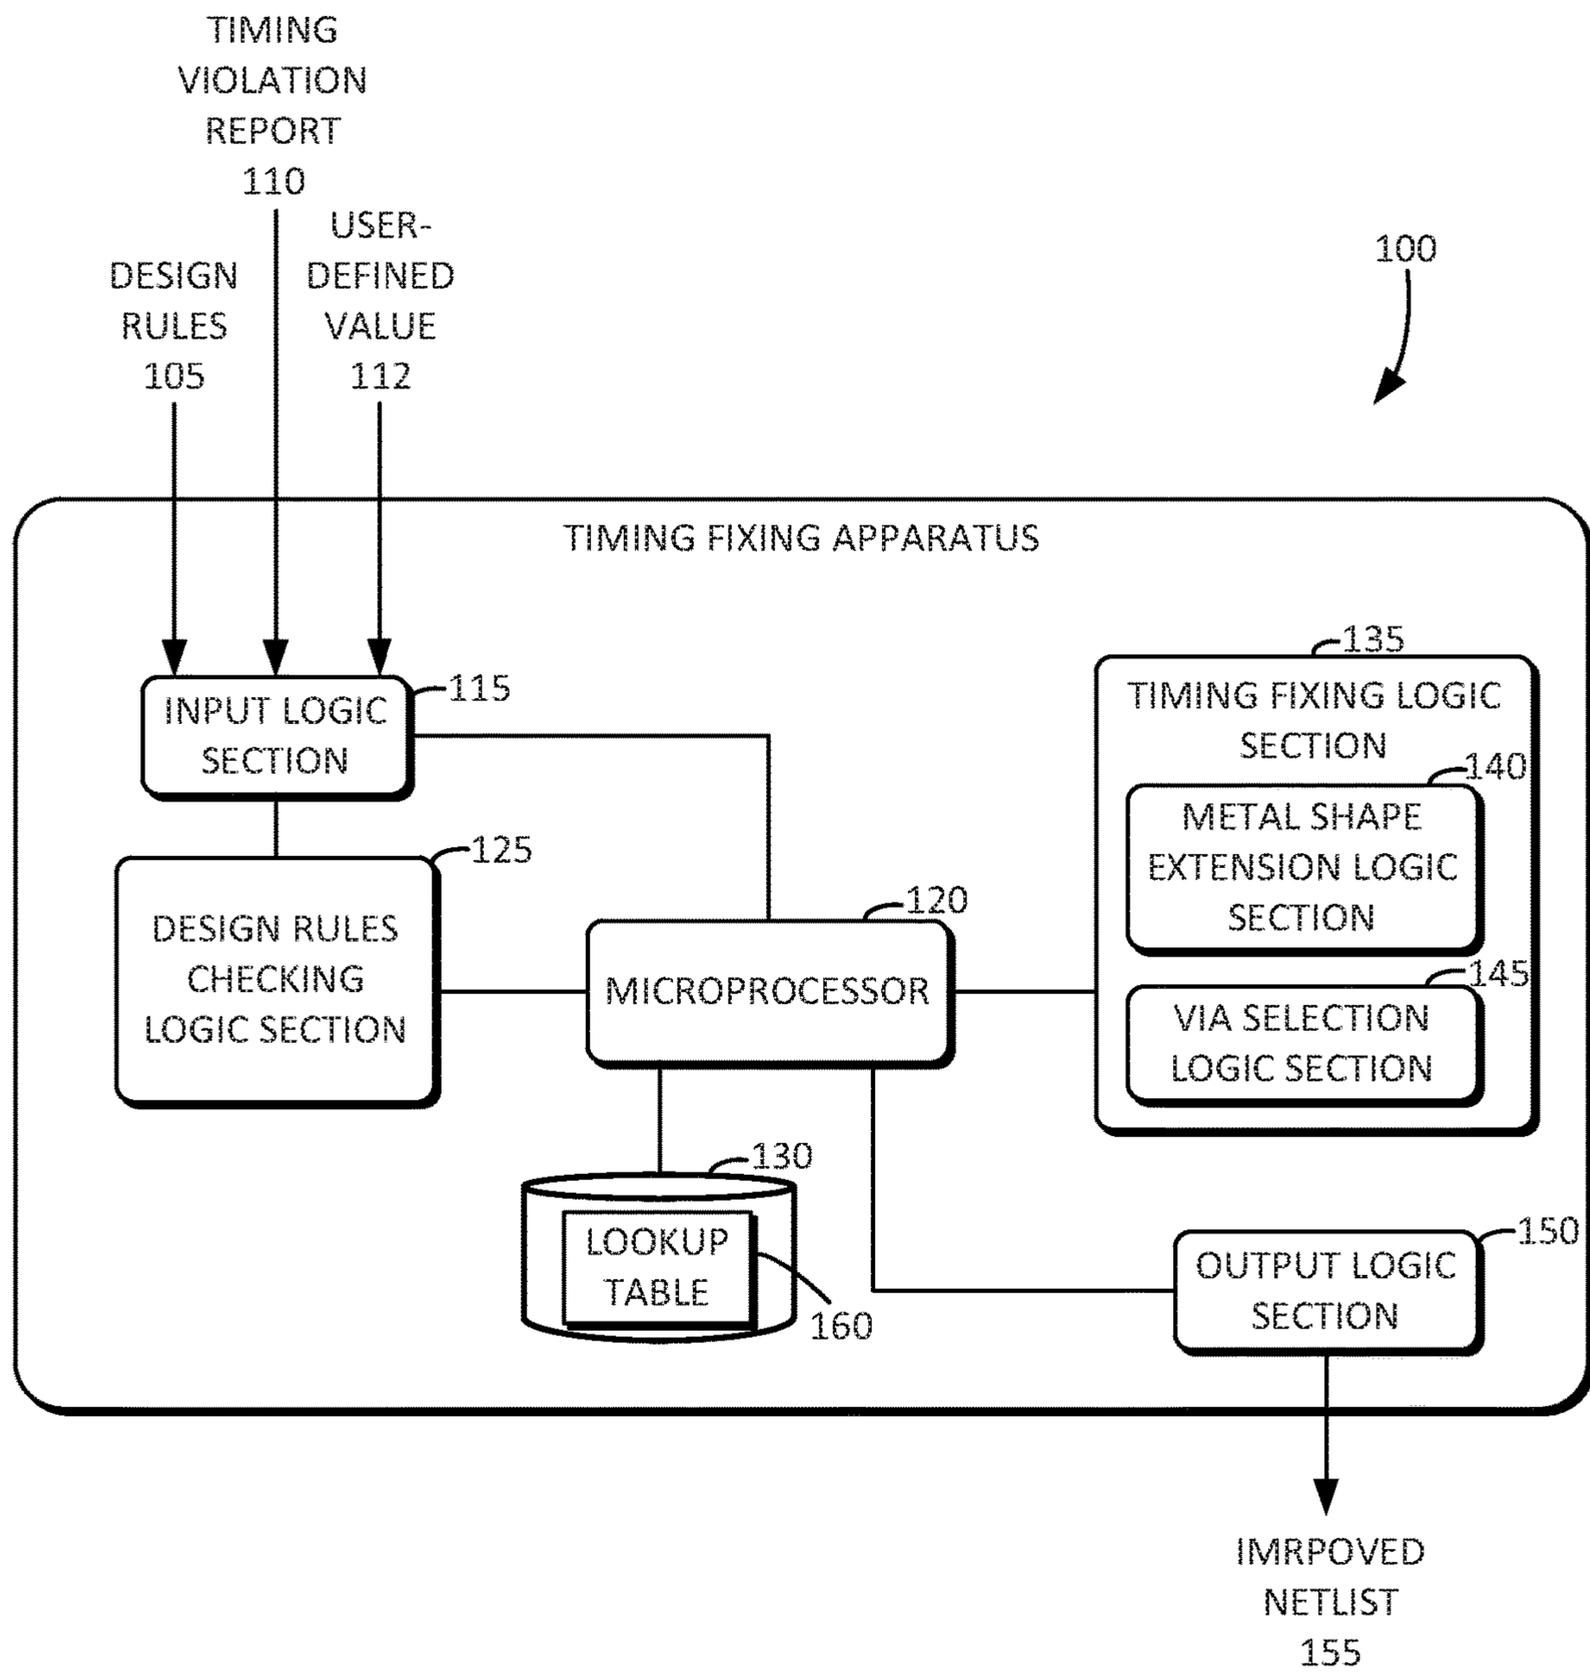 TIMING
VIOLATION
REPORT
110
USER-
DEFINED
VALUE
112
DESIGN
RULES
105
100
TIMING FIXING APPARATUS
INPUT LOGIC
SECTION
115
135
TIMING FIXING LOGIC
SECTION
140
METAL SHAPE
EXTENSION LOGIC
SECTION
145
VIA SELECTION
LOGIC SECTION
125
DESIGN RULES
CHECKING
LOGIC SECTION
120
MICROPROCESSOR
130
LOOKUP
TABLE
160
150
OUTPUT LOGIC
SECTION
IMRPOVED
NETLIST
155